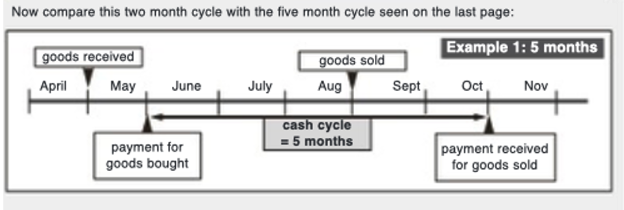 Now compare this two month cycle with the five month cycle seen on the last page:
Example 1: 5 months
goods received
goods sold
April May June July Aug Sept Oct Nov
cash cycle
= 5 months
payment for
goods bought
payment received
for goods sold